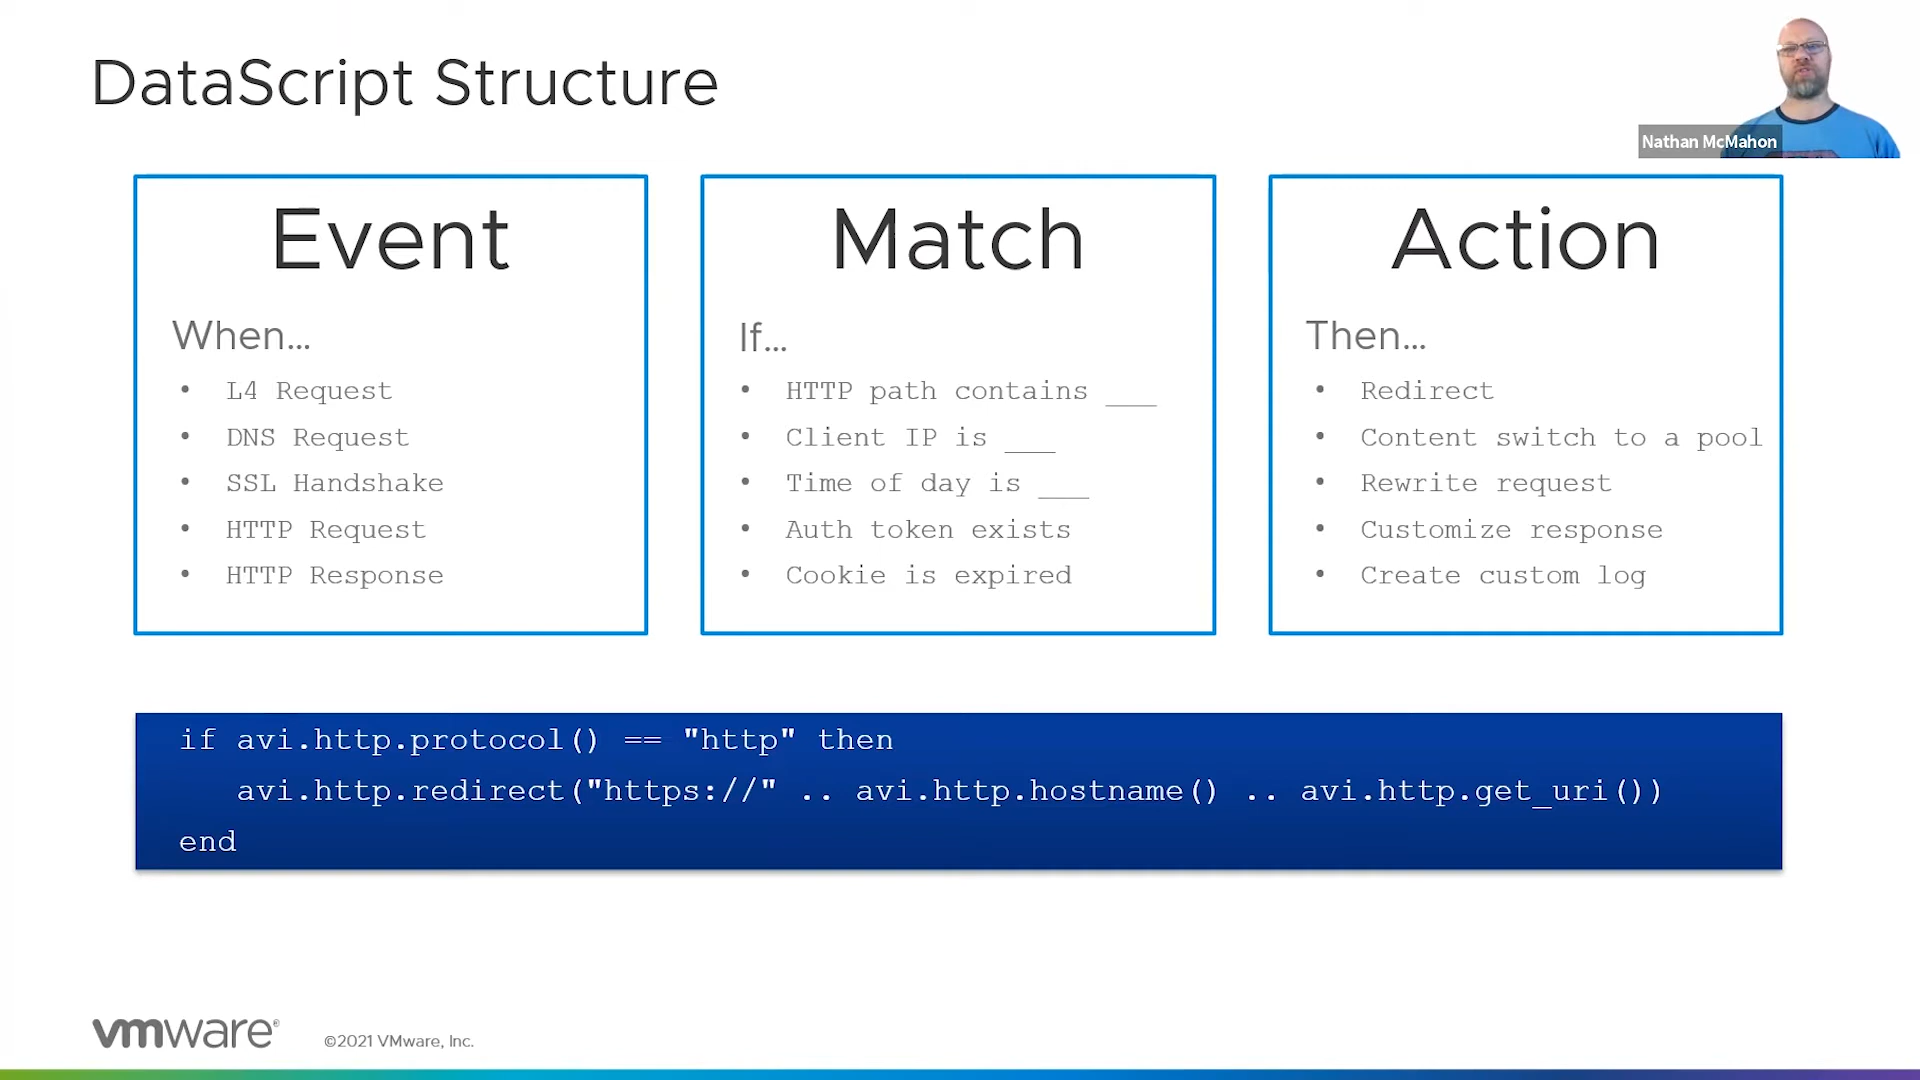 DataScript Structure
Nathan McMahon
Event
When...
• L4 Request
• DNS Request
• SSL Handshake
• HTTP Request
• HTTP Response
Match
If...
• HTTP path contains ___
• Client IP is ___
• Time of day is ___
• Auth token exists
• Cookie is expired
Action
Then...
• Redirect
• Content switch to a pool
• Rewrite request
• Customize response
• Create custom log
if avi.http.protocol() == "http" then
   avi.http.redirect("https://" .. avi.http.hostname() .. avi.http.get_uri())
end
vmware®
©2021 VMware, Inc.